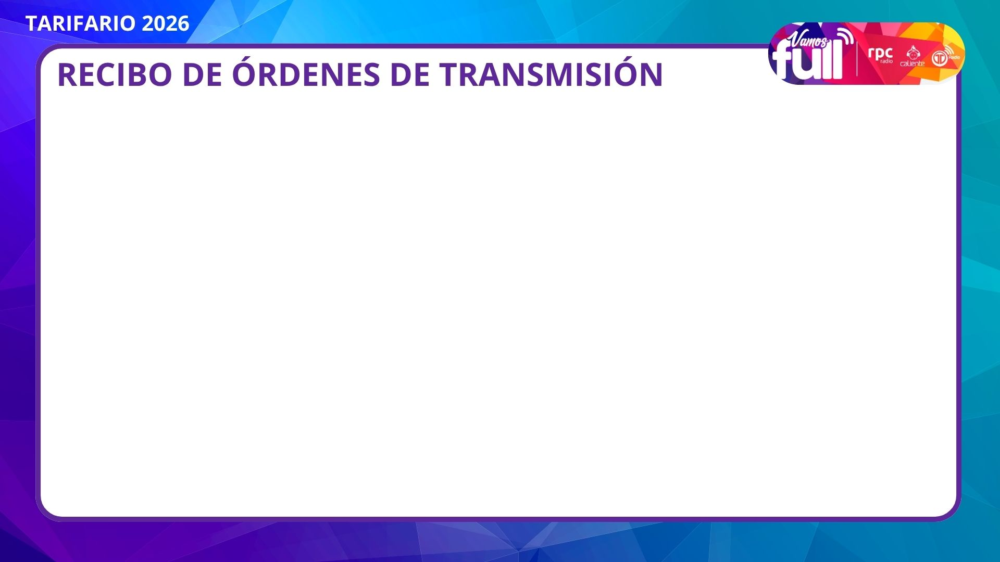 TARIFARIO 2026
RECIBO DE ÓRDENES DE TRANSMISIÓN
Vamos
full
rpc
radio
caliente
Radio